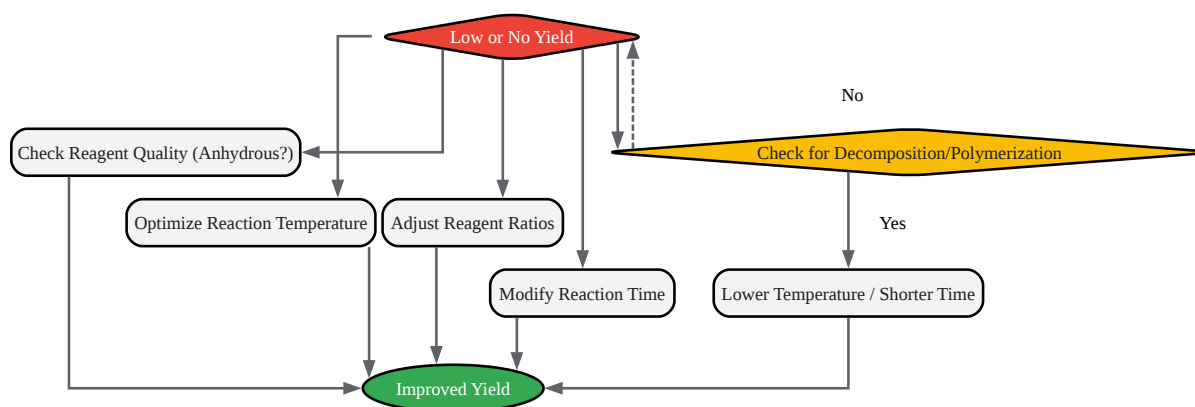 Low or No Yield
No
Check Reagent Quality (Anhydrous?)
Check for Decomposition/Polymerization
Optimize Reaction Temperature
Adjust Reagent Ratios
Yes
Modify Reaction Time
Lower Temperature / Shorter Time
Improved Yield